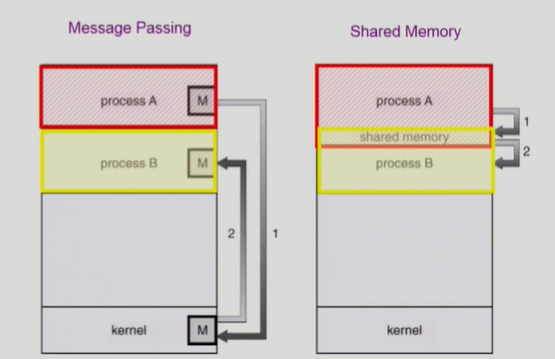 Message Passing
process A
M
process B
M
2
1
kernel
M
Shared Memory
process A
1
shared memory
2
process B
kernel